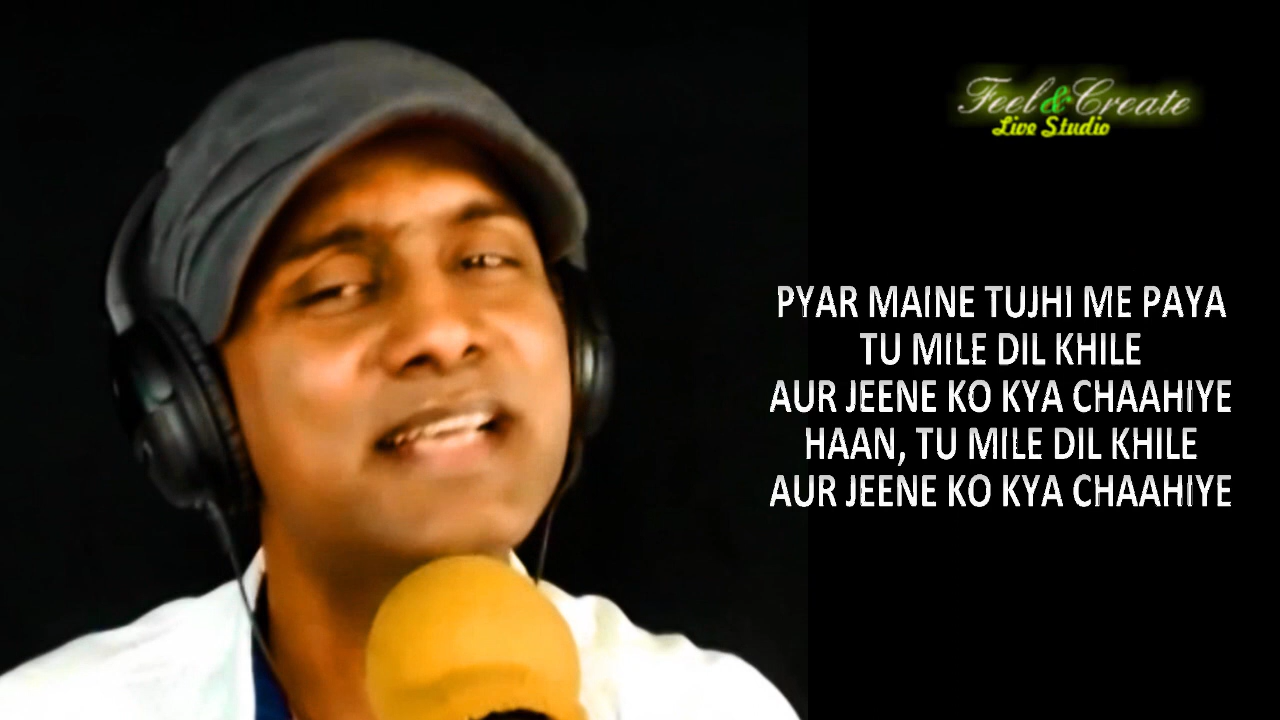 Feel&Create
Live Studio
PYAR MAINE TUJHI ME PAYA
TU MILE DIL KHILE
AUR JEENE KO KYA CHAAHIYE
HAAN, TU MILE DIL KHILE
AUR JEENE KO KYA CHAAHIYE